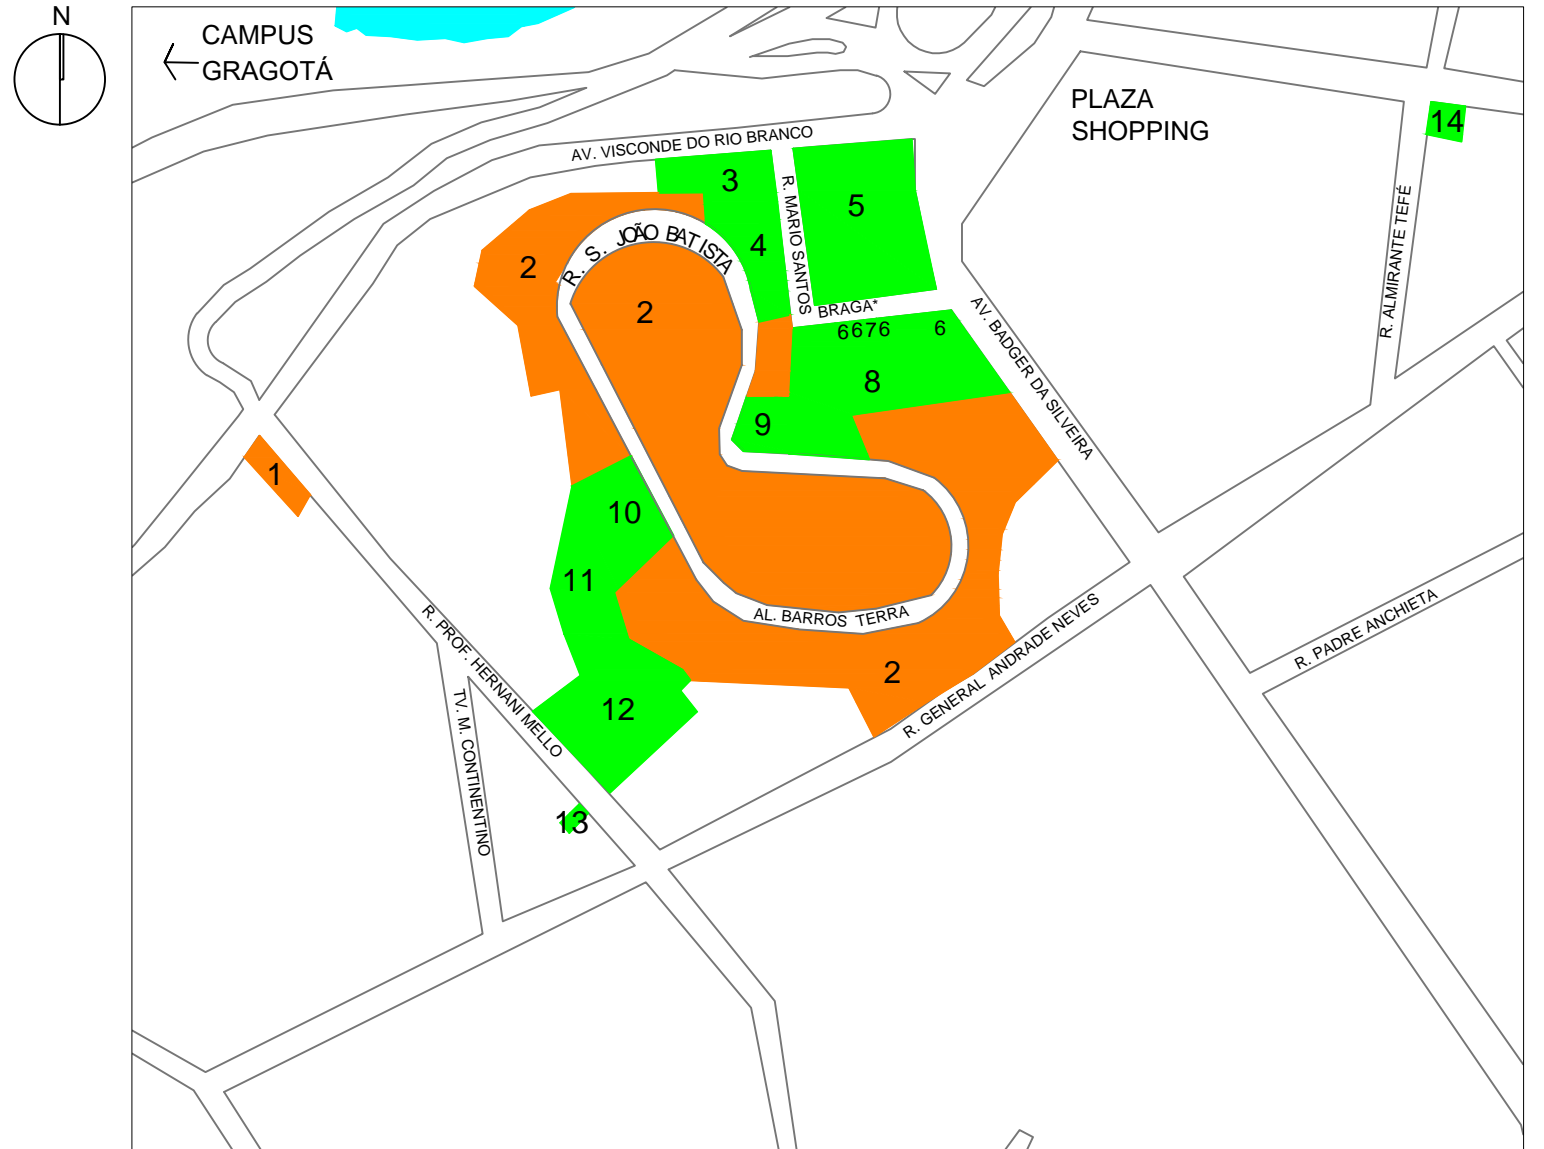 N
CAMPUS
GRAGOTÁ
PLAZA
SHOPPING
14
AV. VISCONDE DO RIO BRANCO
3
R. MARIO SANTOS
5
R. ALMIRANTE TEFÉ
R. S. JOÃO BATISTA
4
2
2
BRAGA*
6676
6
AV. BADGER DA SILVEIRA
8
9
1
10
11
AL. BARROS TERRA
R. PROF. HERNANI MELLO
R. GENERAL ANDRADE NEVES
R. PADRE ANCHIETA
2
12
TV. M. CONTINENTINO
13